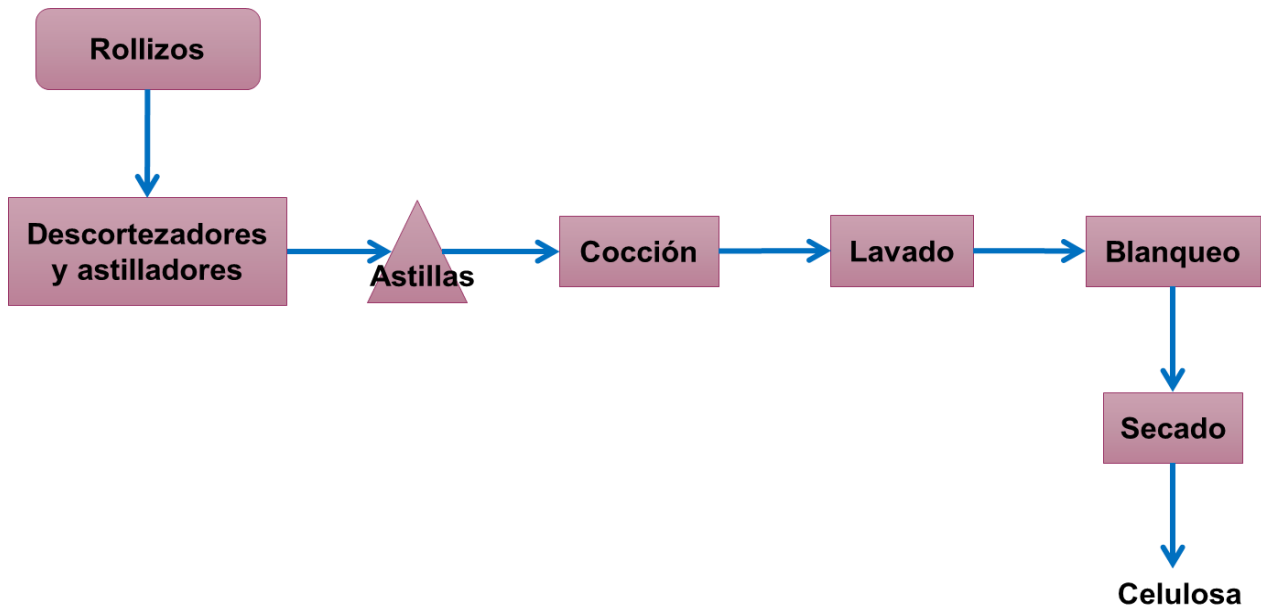 Rollizos
Descortezadores
y astilladores
Astillas
Cocción
Lavado
Blanqueo
Secado
Celulosa